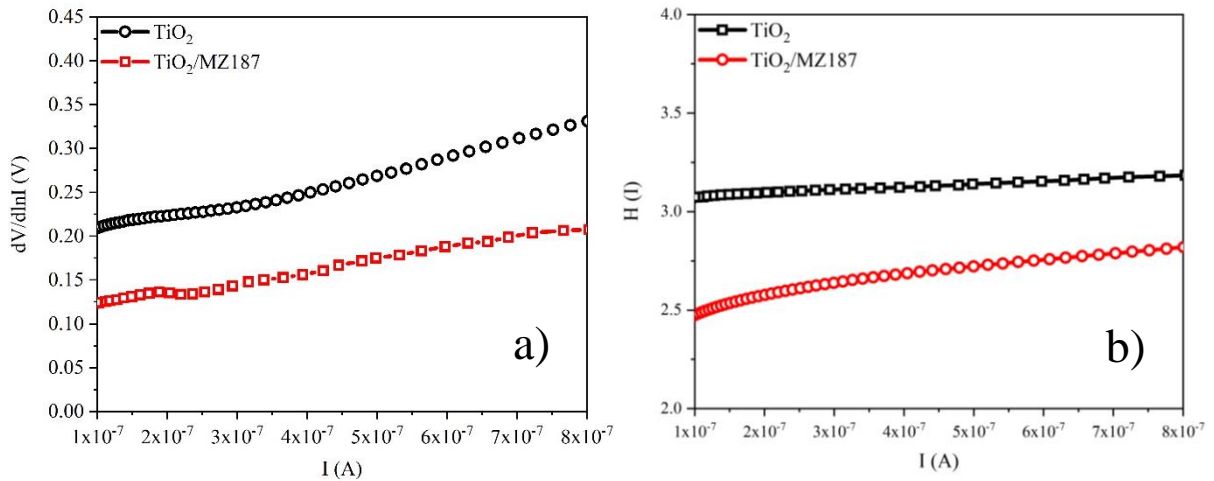 0.45
0.40
0.35
0.30
0.25
0.20
0.15
0.10
0.05
0.00
dV/dlnI (V)
TiO₂
TiO₂/MZ187
a)
1x10⁻⁷ 2x10⁻⁷ 3x10⁻⁷ 4x10⁻⁷ 5x10⁻⁷ 6x10⁻⁷ 7x10⁻⁷ 8x10⁻⁷
I (A)
4.0
3.5
3.0
2.5
2.0
H (I)
TiO₂
TiO₂/MZ187
b)
1x10⁻⁷ 2x10⁻⁷ 3x10⁻⁷ 4x10⁻⁷ 5x10⁻⁷ 6x10⁻⁷ 7x10⁻⁷ 8x10⁻⁷
I (A)